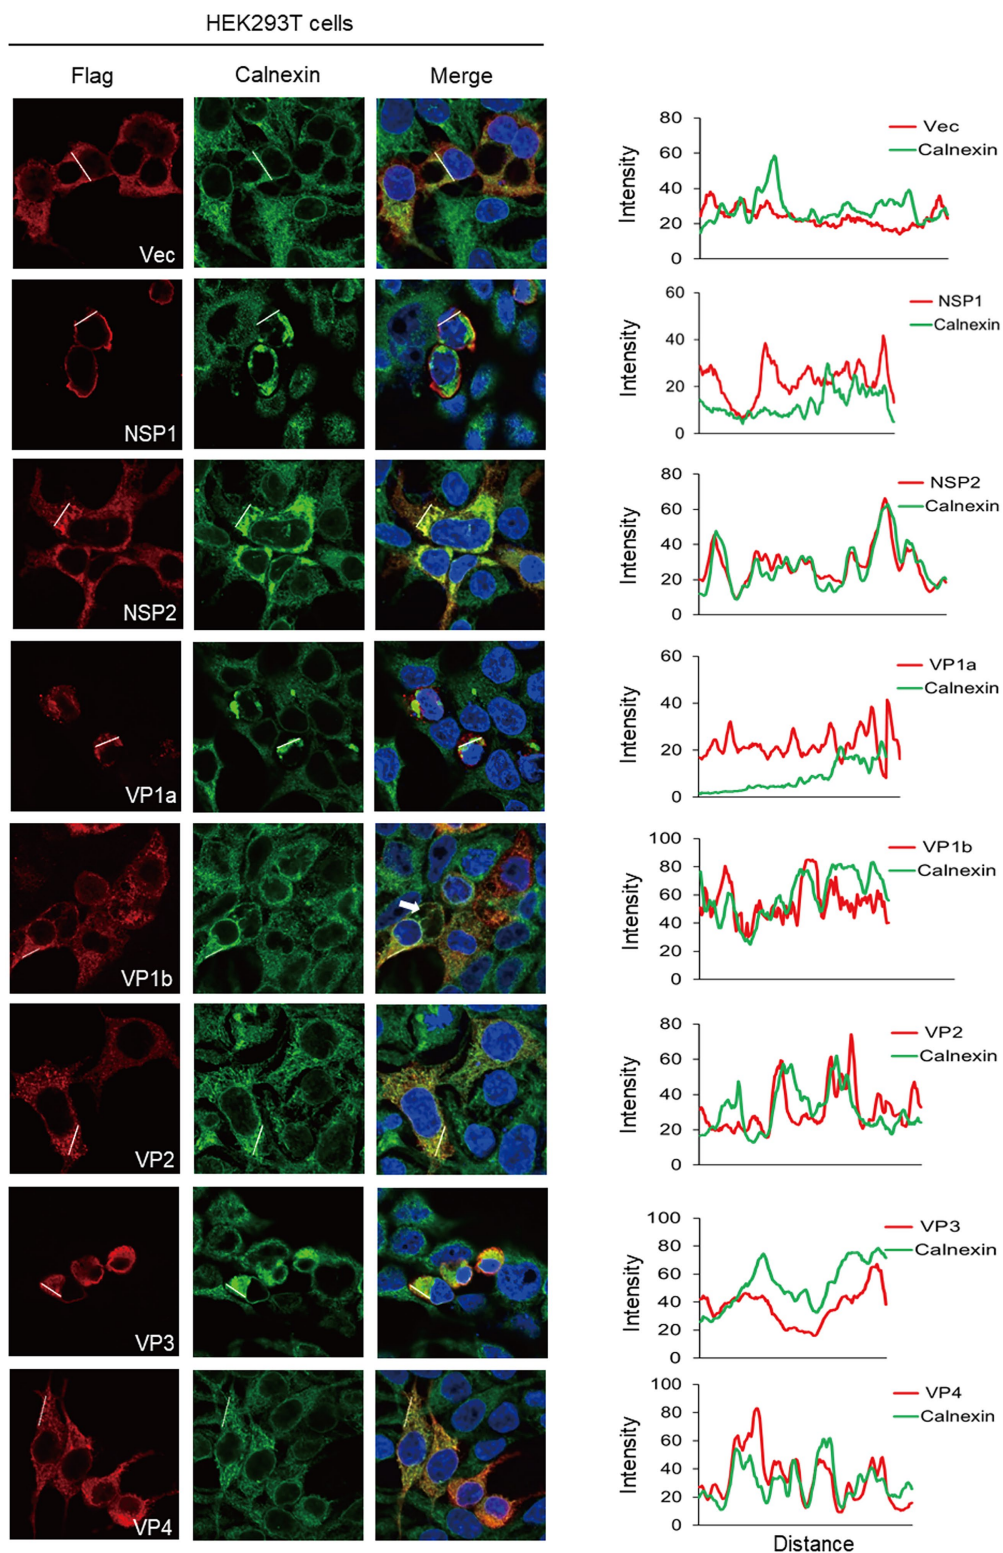 HEK293T cells
Flag Calnexin Merge
Vec
80
60
40
20
0
Intensity
Vec
Calnexin
NSP1
60
40
20
0
Intensity
NSP1
Calnexin
NSP2
80
60
40
20
0
Intensity
NSP2
Calnexin
VP1a
60
40
20
0
Intensity
VP1a
Calnexin
VP1b
100
80
60
40
20
0
Intensity
VP1b
Calnexin
VP2
80
60
40
20
0
Intensity
VP2
Calnexin
VP3
100
80
60
40
20
0
Intensity
VP3
Calnexin
VP4
100
80
60
40
20
0
Intensity
VP4
Calnexin
Distance